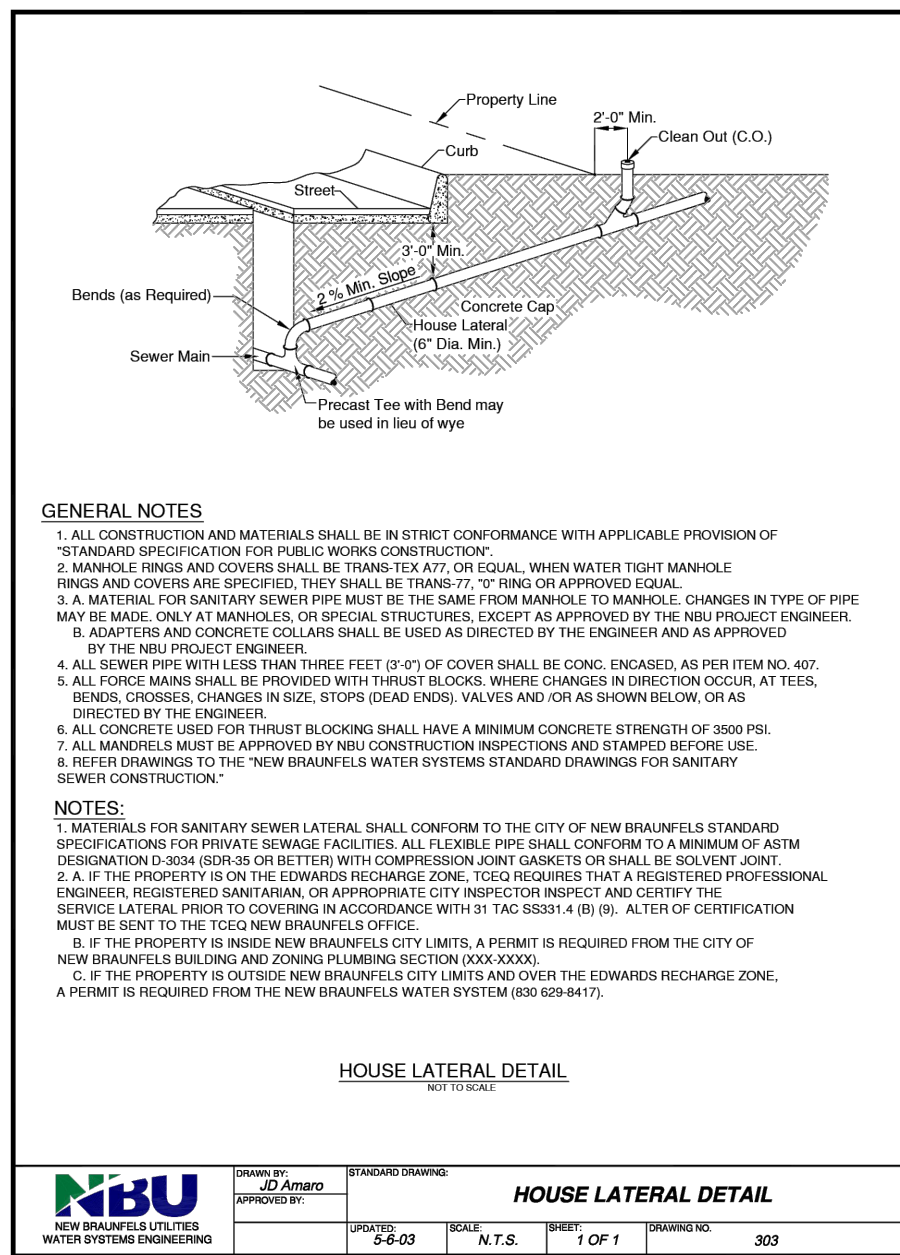 Property Line
2'-0" Min.
Clean Out (C.O.)
Curb
Street
3'-0" Min.
2 % Min. Slope
Bends (as Required)
Concrete Cap
House Lateral
(6" Dia. Min.)
Sewer Main
Precast Tee with Bend may
be used in lieu of wye
GENERAL NOTES
1. ALL CONSTRUCTION AND MATERIALS SHALL BE IN STRICT CONFORMANCE WITH APPLICABLE PROVISION OF
"STANDARD SPECIFICATION FOR PUBLIC WORKS CONSTRUCTION".
2. MANHOLE RINGS AND COVERS SHALL BE TRANS-TEX A77, OR EQUAL, WHEN WATER TIGHT MANHOLE
RINGS AND COVERS ARE SPECIFIED, THEY SHALL BE TRANS-77, "0" RING OR APPROVED EQUAL.
3. A. MATERIAL FOR SANITARY SEWER PIPE MUST BE THE SAME FROM MANHOLE TO MANHOLE. CHANGES IN TYPE OF PIPE
MAY BE MADE. ONLY AT MANHOLES, OR SPECIAL STRUCTURES, EXCEPT AS APPROVED BY THE NBU PROJECT ENGINEER.
B. ADAPTERS AND CONCRETE COLLARS SHALL BE USED AS DIRECTED BY THE ENGINEER AND AS APPROVED
BY THE NBU PROJECT ENGINEER.
4. ALL SEWER PIPE WITH LESS THAN THREE FEET (3'-0") OF COVER SHALL BE CONC. ENCASED, AS PER ITEM NO. 407.
5. ALL FORCE MAINS SHALL BE PROVIDED WITH THRUST BLOCKS. WHERE CHANGES IN DIRECTION OCCUR, AT TEES,
BENDS, CROSSES, CHANGES IN SIZE, STOPS (DEAD ENDS). VALVES AND /OR AS SHOWN BELOW, OR AS
DIRECTED BY THE ENGINEER.
6. ALL CONCRETE USED FOR THRUST BLOCKING SHALL HAVE A MINIMUM CONCRETE STRENGTH OF 3500 PSI.
7. ALL MANDRELS MUST BE APPROVED BY NBU CONSTRUCTION INSPECTIONS AND STAMPED BEFORE USE.
8. REFER DRAWINGS TO THE "NEW BRAUNFELS WATER SYSTEMS STANDARD DRAWINGS FOR SANITARY
SEWER CONSTRUCTION."
NOTES:
1. MATERIALS FOR SANITARY SEWER LATERAL SHALL CONFORM TO THE CITY OF NEW BRAUNFELS STANDARD
SPECIFICATIONS FOR PRIVATE SEWAGE FACILITIES. ALL FLEXIBLE PIPE SHALL CONFORM TO A MINIMUM OF ASTM
DESIGNATION D-3034 (SDR-35 OR BETTER) WITH COMPRESSION JOINT GASKETS OR SHALL BE SOLVENT JOINT.
2. A. IF THE PROPERTY IS ON THE EDWARDS RECHARGE ZONE, TCEQ REQUIRES THAT A REGISTERED PROFESSIONAL
ENGINEER, REGISTERED SANITARIAN, OR APPROPRIATE CITY INSPECTOR INSPECT AND CERTIFY THE
SERVICE LATERAL PRIOR TO COVERING IN ACCORDANCE WITH 31 TAC SS331.4 (B) (9). ALTER OF CERTIFICATION
MUST BE SENT TO THE TCEQ NEW BRAUNFELS OFFICE.
B. IF THE PROPERTY IS INSIDE NEW BRAUNFELS CITY LIMITS, A PERMIT IS REQUIRED FROM THE CITY OF
NEW BRAUNFELS BUILDING AND ZONING PLUMBING SECTION (XXX-XXXX).
C. IF THE PROPERTY IS OUTSIDE NEW BRAUNFELS CITY LIMITS AND OVER THE EDWARDS RECHARGE ZONE,
A PERMIT IS REQUIRED FROM THE NEW BRAUNFELS WATER SYSTEM (830 629-8417).
HOUSE LATERAL DETAIL
NOT TO SCALE
NBU
NEW BRAUNFELS UTILITIES
WATER SYSTEMS ENGINEERING
DRAWN BY:
JD Amaro
APPROVED BY:
STANDARD DRAWING:
HOUSE LATERAL DETAIL
UPDATED:
5-6-03
SCALE:
N.T.S.
SHEET:
1 OF 1
DRAWING NO.
303